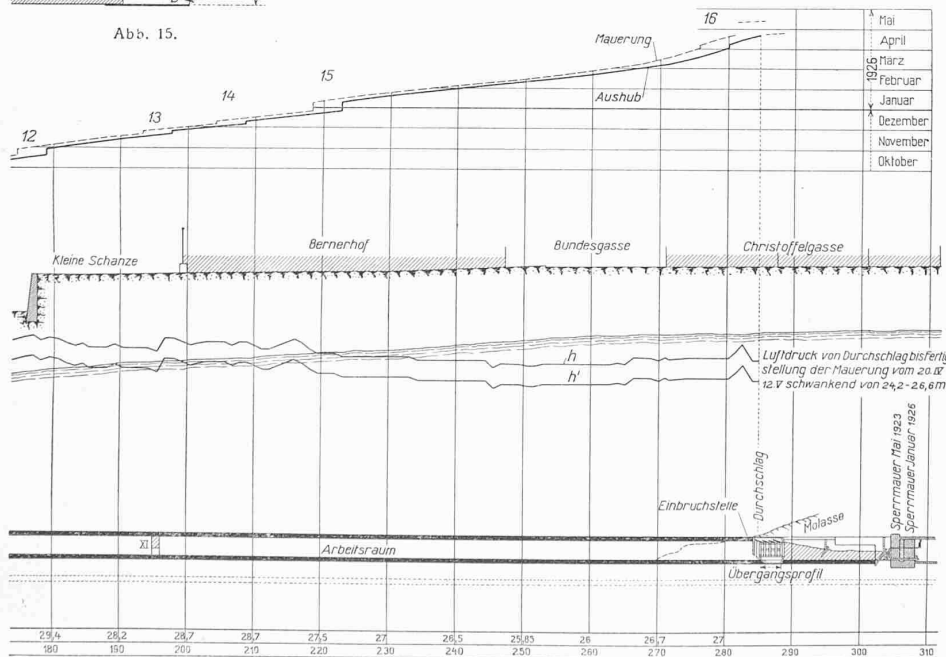 Abb. 15.
16
Mai
April
März
Februar
Januar
Dezember
November
Oktober
1926
Mauerung
Aushub
15
14
13
12
Kleine Schanze
Bernerhof
Bundesgasse
Christoffelgasse
h
h'
Luftdruck von Durchschlag bis fertig
stellung der Mauerung vom 20. IV
12. V schwankend von 24,2-26,6m
Durchschlag
Sperrmauer Mai 1923
Sperrmauer Januar 1926
Einbruchstelle
Molasse
XI
Arbeitsraum
Übergangsprofil
29,4 28,2 28,7 28,7 27,5 27 26,5 25,85 26 26,7 27
180 190 200 210 220 230 240 250 260 270 280 290 300 310